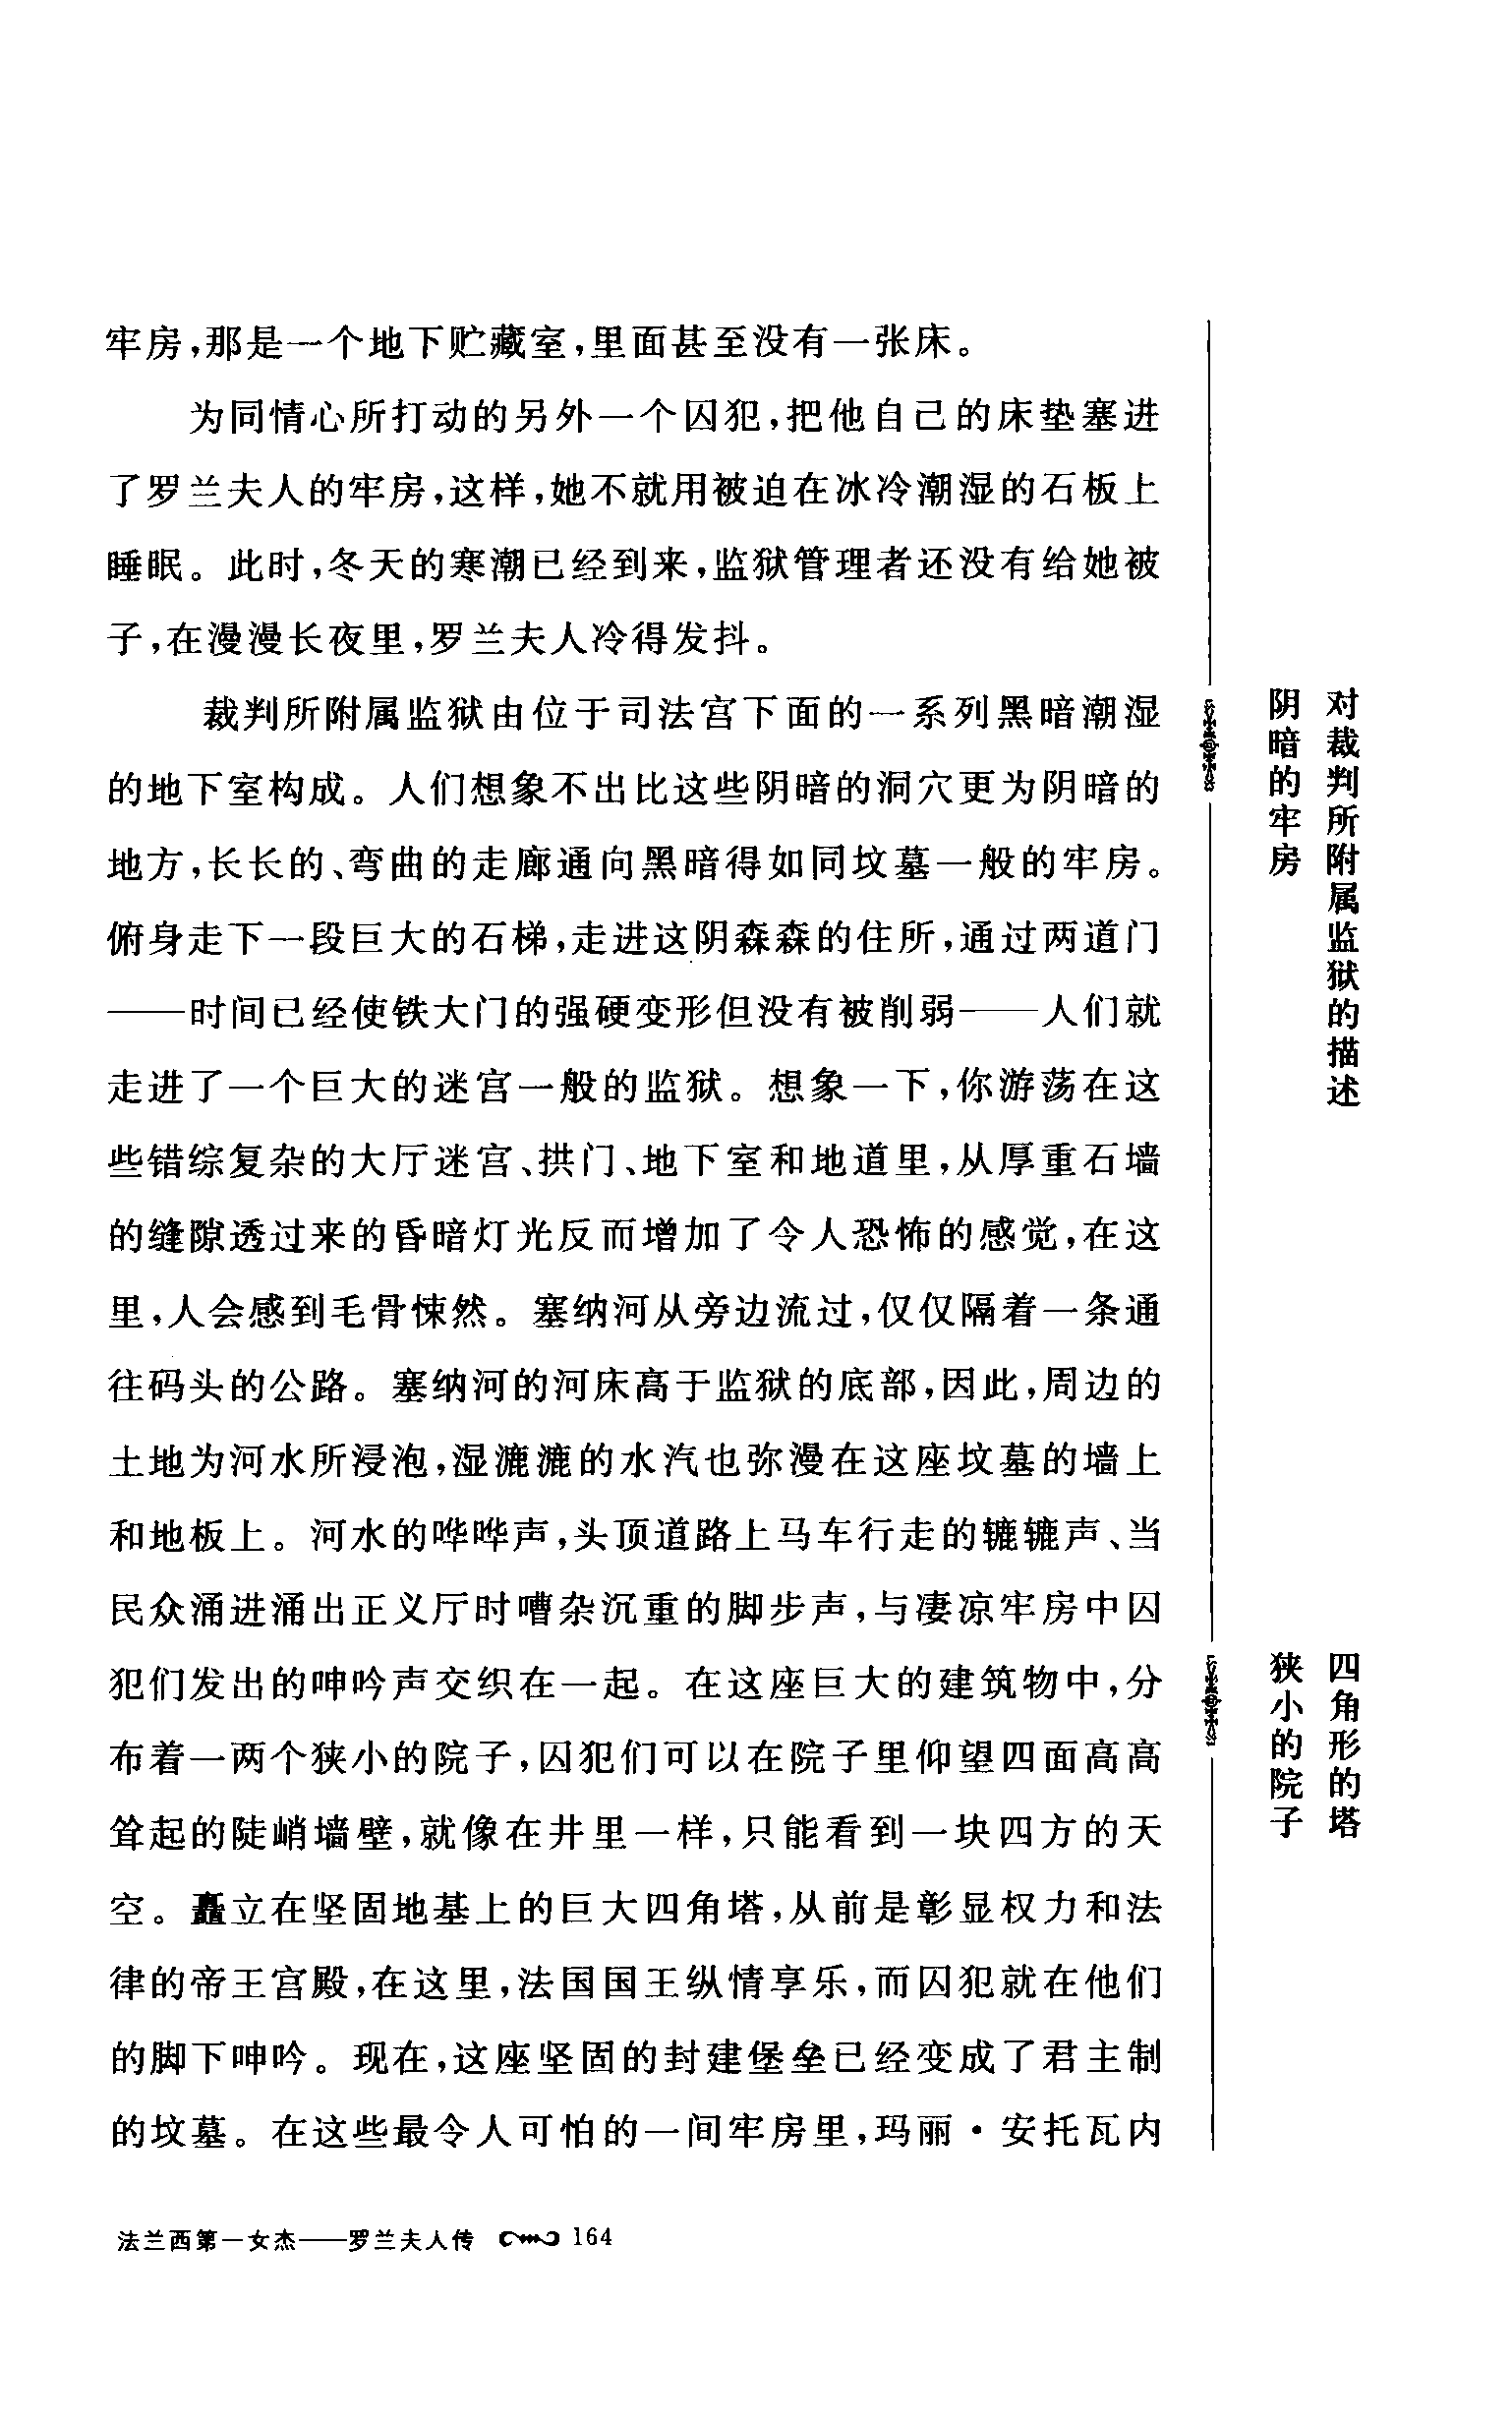 牢房，那是一个地下贮藏室，里面甚至没有一张床。
为同情心所打动的另外一个囚犯，把他自己的床垫塞进
了罗兰夫人的牢房，这样，她不就用被迫在冰冷潮湿的石板上
睡眠。此时，冬天的寒潮已经到来，监狱管理者还没有给她被
子，在漫漫长夜里，罗兰夫人冷得发抖。
裁判所附属监狱由位于司法宫下面的一系列黑暗潮湿
的地下室构成。人们想象不出比这些阴暗的洞穴更为阴暗的
地方，长长的、弯曲的走廊通向黑暗得如同坟墓一般的牢房。
俯身走下一段巨大的石梯，走进这阴森森的住所，通过两道门
——时间已经使铁大门的强硬变形但没有被削弱——人们就
走进了一个巨大的迷宫一般的监狱。想象一下，你游荡在这
些错综复杂的大厅迷宫、拱门、地下室和地道里，从厚重石墙
的缝隙透过来的昏暗灯光反而增加了令人恐怖的感觉，在这
里，人会感到毛骨悚然。塞纳河从旁边流过，仅仅隔着一条通
往码头的公路。塞纳河的河床高于监狱的底部，因此，周边的
土地为河水所浸泡，湿漉漉的水汽也弥漫在这座坟墓的墙上
和地板上。河水的哗哗声，头顶道路上马车行走的辘辘声、当
民众涌进涌出正义厅时嘈杂沉重的脚步声，与凄凉牢房中囚
犯们发出的呻吟声交织在一起。在这座巨大的建筑物中，分
布着一两个狭小的院子，囚犯们可以在院子里仰望四面高高
耸起的陡峭墙壁，就像在井里一样，只能看到一块四方的天
空。矗立在坚固地基上的巨大四角塔，从前是彰显权力和法
律的帝王宫殿，在这里，法国国王纵情享乐，而囚犯就在他们
的脚下呻吟。现在，这座坚固的封建堡垒已经变成了君主制
的坟墓。在这些最令人可怕的一间牢房里，玛丽·安托瓦内
对裁判所附属监狱的描述
阴暗的牢房
四角形的塔
狭小的院子
法兰西第一女杰——罗兰夫人传 164